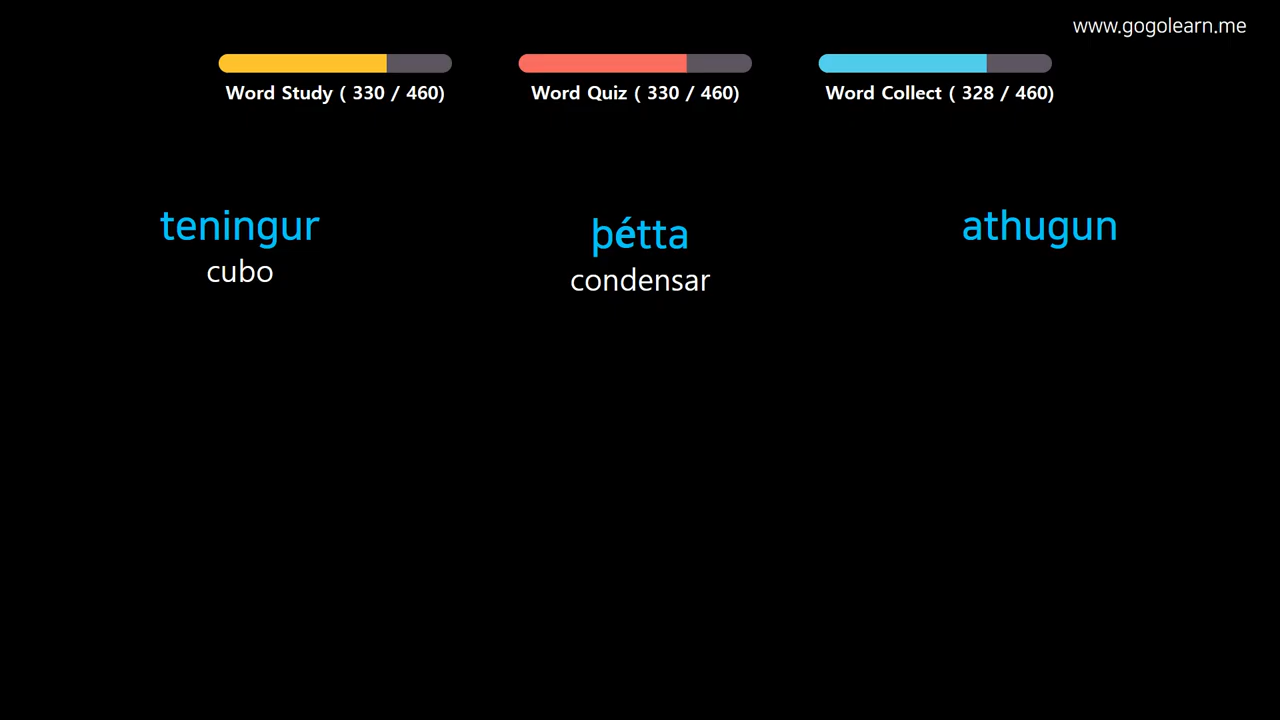 www.gogolearn.me
Word Study ( 330 / 460)
Word Quiz ( 330 / 460)
Word Collect ( 328 / 460)
teningur
cubo
þétta
condensar
athugun